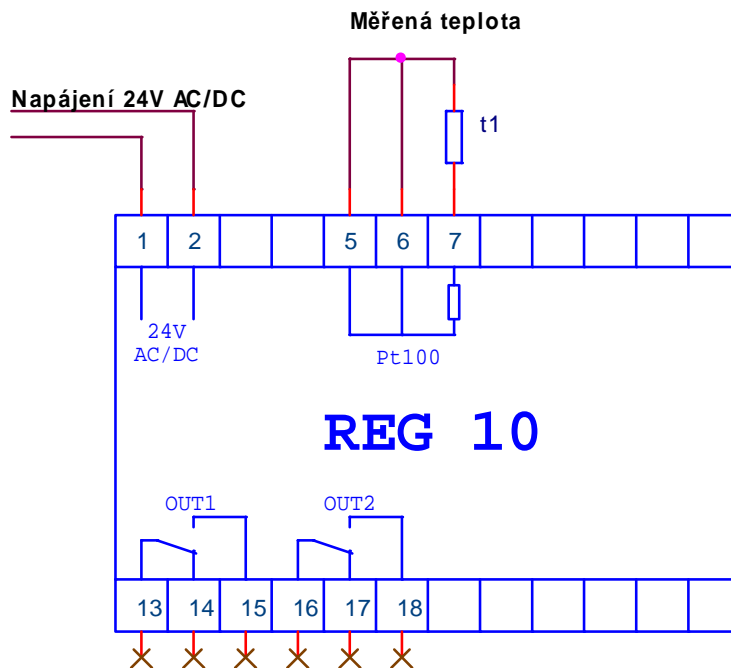 Měřená teplota
Napájení 24V AC/DC
t1
1 2 5 6 7
24V
AC/DC
Pt100
REG 10
OUT1 OUT2
13 14 15 16 17 18